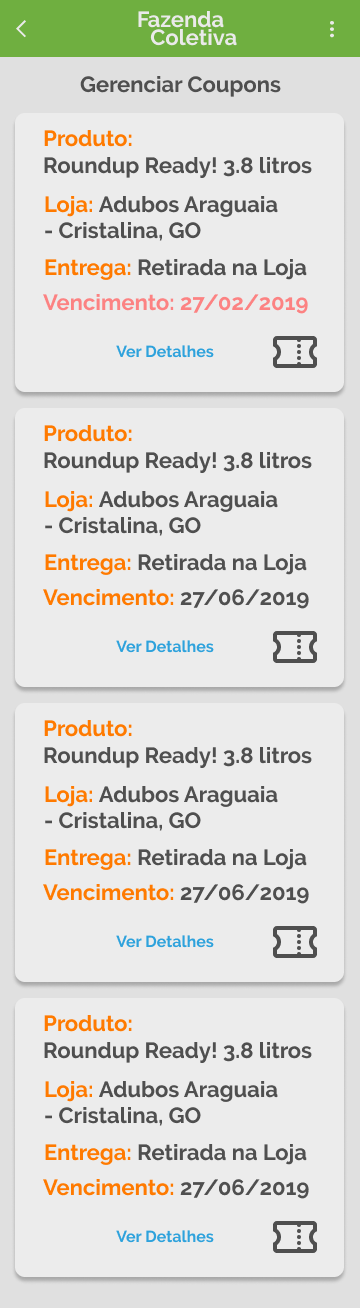 Fazenda
Coletiva
Gerenciar Coupons
Produto:
Roundup Ready! 3.8 litros
Loja: Adubos Araguaia
- Cristalina, GO
Entrega: Retirada na Loja
Vencimento: 27/02/2019
Ver Detalhes
Produto:
Roundup Ready! 3.8 litros
Loja: Adubos Araguaia
- Cristalina, GO
Entrega: Retirada na Loja
Vencimento: 27/06/2019
Ver Detalhes
Produto:
Roundup Ready! 3.8 litros
Loja: Adubos Araguaia
- Cristalina, GO
Entrega: Retirada na Loja
Vencimento: 27/06/2019
Ver Detalhes
Produto:
Roundup Ready! 3.8 litros
Loja: Adubos Araguaia
- Cristalina, GO
Entrega: Retirada na Loja
Vencimento: 27/06/2019
Ver Detalhes